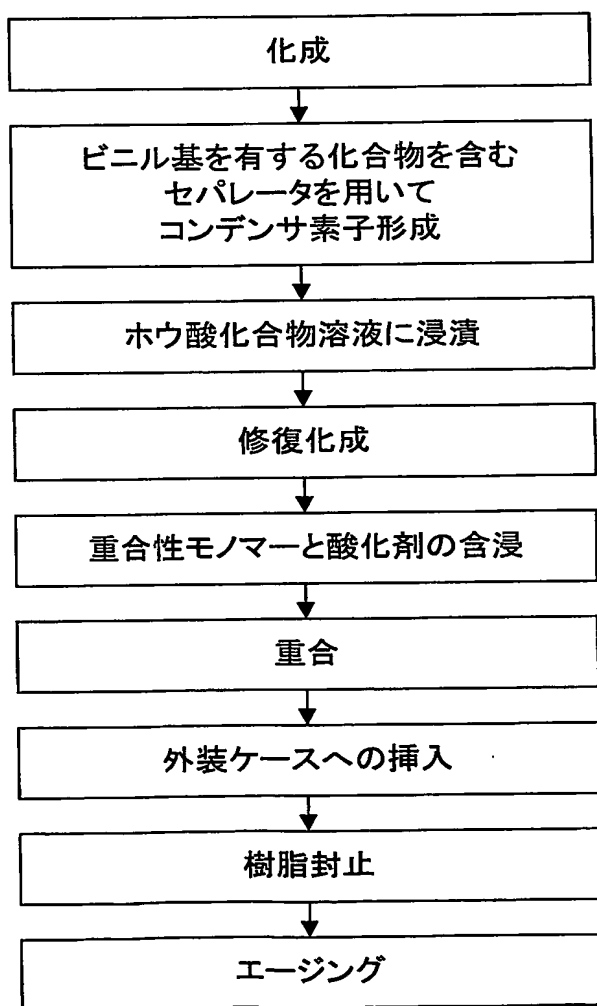 化成
ビニル基を有する化合物を含む
セパレータを用いて
コンデンサ素子形成
ホウ酸化合物溶液に浸漬
修復化成
重合性モノマーと酸化剤の含浸
重合
外装ケースへの挿入
樹脂封止
エージング